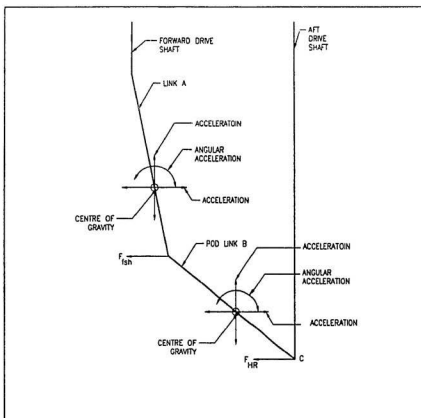 FORWARD DRIVE
SHAFT
AFT
DRIVE
SHAFT
LINK A
ACCELERATOIN
ANGULAR
ACCELERATION
ACCELERATION
CENTRE OF
GRAVITY
POD LINK B
F fsh
ACCELERATOIN
ANGULAR
ACCELERATION
ACCELERATION
CENTRE OF
GRAVITY
F HR
C